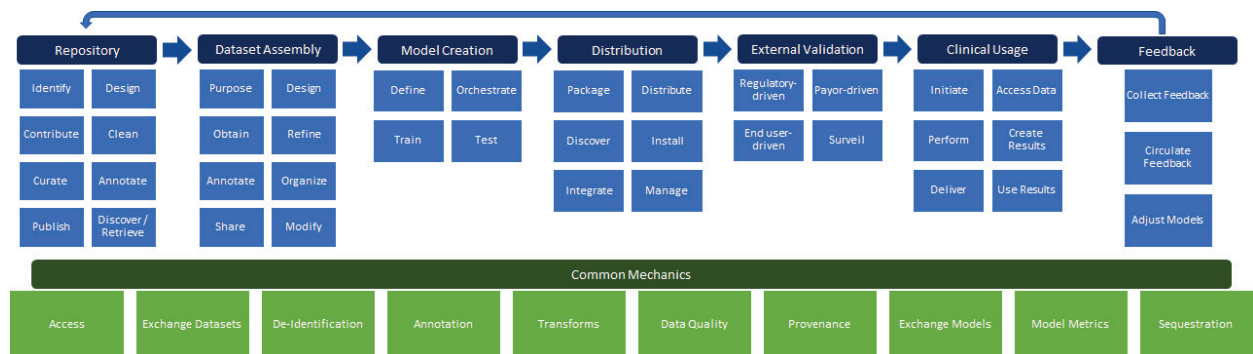 Repository
Dataset Assembly
Model Creation
Distribution
External Validation
Clinical Usage
Feedback
Identify
Design
Contribute
Clean
Curate
Annotate
Publish
Discover /
Retrieve
Purpose
Design
Obtain
Refine
Annotate
Organize
Share
Modify
Define
Orchestrate
Train
Test
Package
Distribute
Discover
Install
Integrate
Manage
Regulatory-
driven
Payor-driven
End user-
driven
Surveil
Initiate
Access Data
Perform
Create
Results
Deliver
Use Results
Collect Feedback
Circulate
Feedback
Adjust Models
Common Mechanics
Access
Exchange Datasets
De-Identification
Annotation
Transforms
Data Quality
Provenance
Exchange Models
Model Metrics
Sequestration